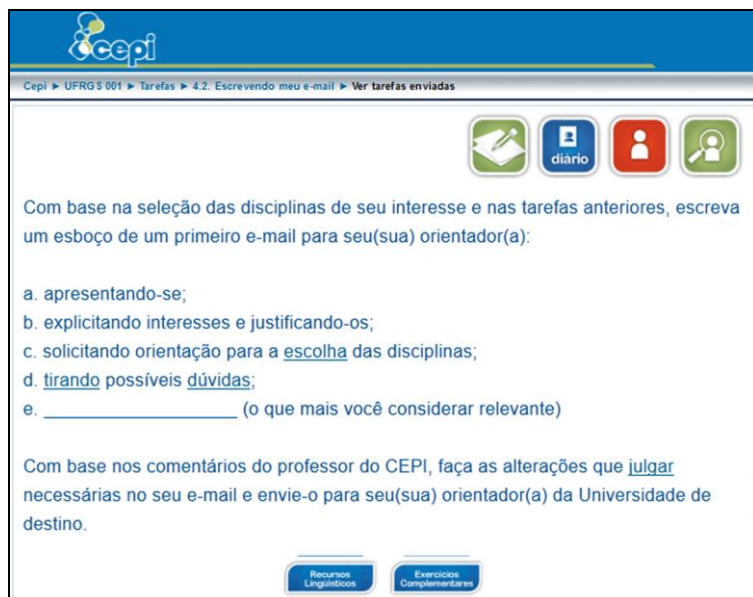 cepi
Cepi ► UFRGS 001 ► Tarefas ► 4.2. Escrevendo meu e-mail ► Ver tarefas enviadas
diário
Com base na seleção das disciplinas de seu interesse e nas tarefas anteriores, escreva
um esboço de um primeiro e-mail para seu(sua) orientador(a):
a. apresentando-se;
b. explicitando interesses e justificando-os;
c. solicitando orientação para a escolha das disciplinas;
d. tirando possíveis dúvidas;
e. ____________________ (o que mais você considerar relevante)
Com base nos comentários do professor do CEPI, faça as alterações que julgar
necessárias no seu e-mail e envie-o para seu(sua) orientador(a) da Universidade de
destino.
Recursos
Lingüísticos
Exercícios
Complementares